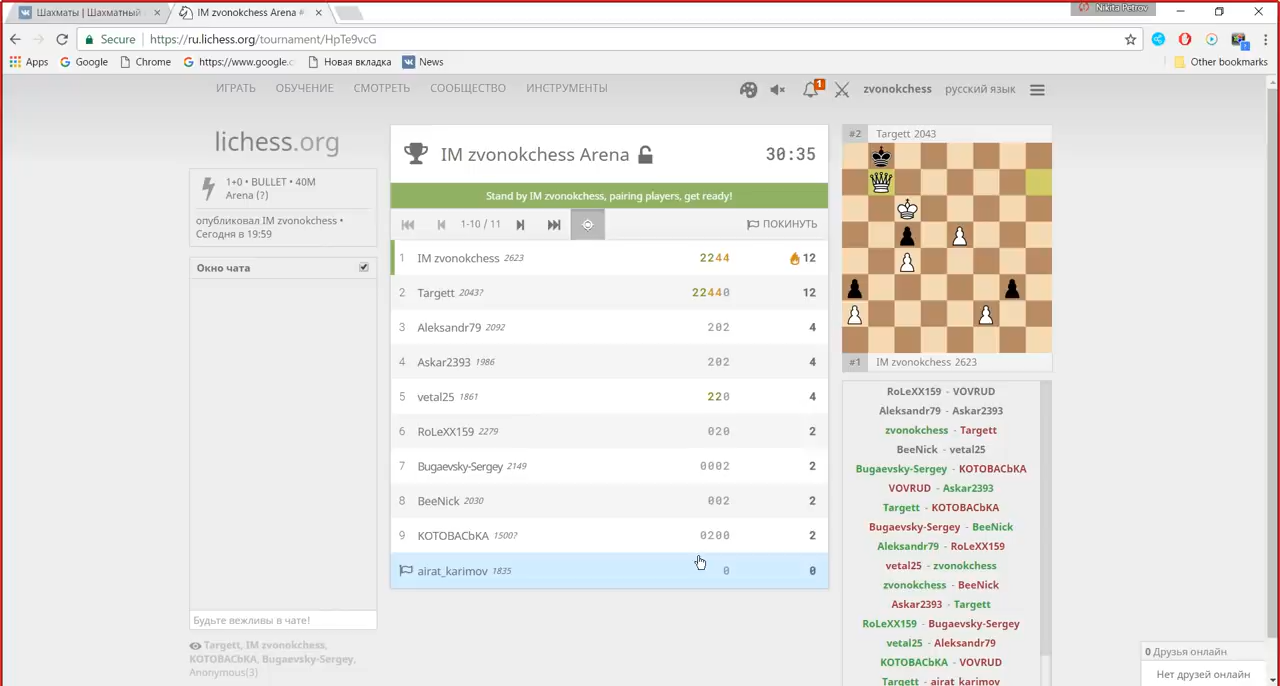 Шахматы | Шахматный
IM zvonokchess Arena #
Nikita Petrov
Secure
https://ru.lichess.org/tournament/HpTe9vcG
Apps
Google
Chrome
https://www.google.c
Новая вкладка
News
Other bookmarks
ИГРАТЬ
ОБУЧЕНИЕ
СМОТРЕТЬ
СООБЩЕСТВО
ИНСТРУМЕНТЫ
1
zvonokchess
русский язык
lichess.org
1+0 • BULLET • 40M
Arena (?)
опубликовал IM zvonokchess •
Сегодня в 19:59
Окно чата
Будьте вежливы в чате!
Targett, IM zvonokchess,
KOTOBACbKA, Bugaevsky-Sergey,
Anonymous(3)
IM zvonokchess Arena
30:35
Stand by IM zvonokchess, pairing players, get ready!
1-10 / 11
ПОКИНУТЬ
1 IM zvonokchess 2623 2244 12
2 Targett 2043? 22440 12
3 Aleksandr79 2092 202 4
4 Askar2393 1986 202 4
5 vetal25 1861 220 4
6 RoLeXX159 2279 020 2
7 Bugaevsky-Sergey 2149 0002 2
8 BeeNick 2030 002 2
9 KOTOBACbKA 1500? 0200 2
airat_karimov 1835 0 0
#2 Targett 2043
#1 IM zvonokchess 2623
RoLeXX159 - VOVRUD
Aleksandr79 - Askar2393
zvonokchess - Targett
BeeNick - vetal25
Bugaevsky-Sergey - KOTOBACbKA
VOVRUD - Askar2393
Targett - KOTOBACbKA
Bugaevsky-Sergey - BeeNick
Aleksandr79 - RoLeXX159
vetal25 - zvonokchess
zvonokchess - BeeNick
Askar2393 - Targett
RoLeXX159 - Bugaevsky-Sergey
vetal25 - Aleksandr79
KOTOBACbKA - VOVRUD
Targett - airat_karimov
0 Друзья онлайн
Нет друзей онлайн